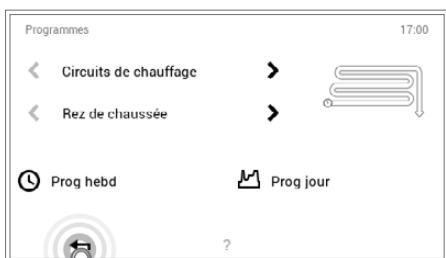 Programmes 17:00
Circuits de chauffage
Rez de chaussée
Prog hebd Prog jour
?